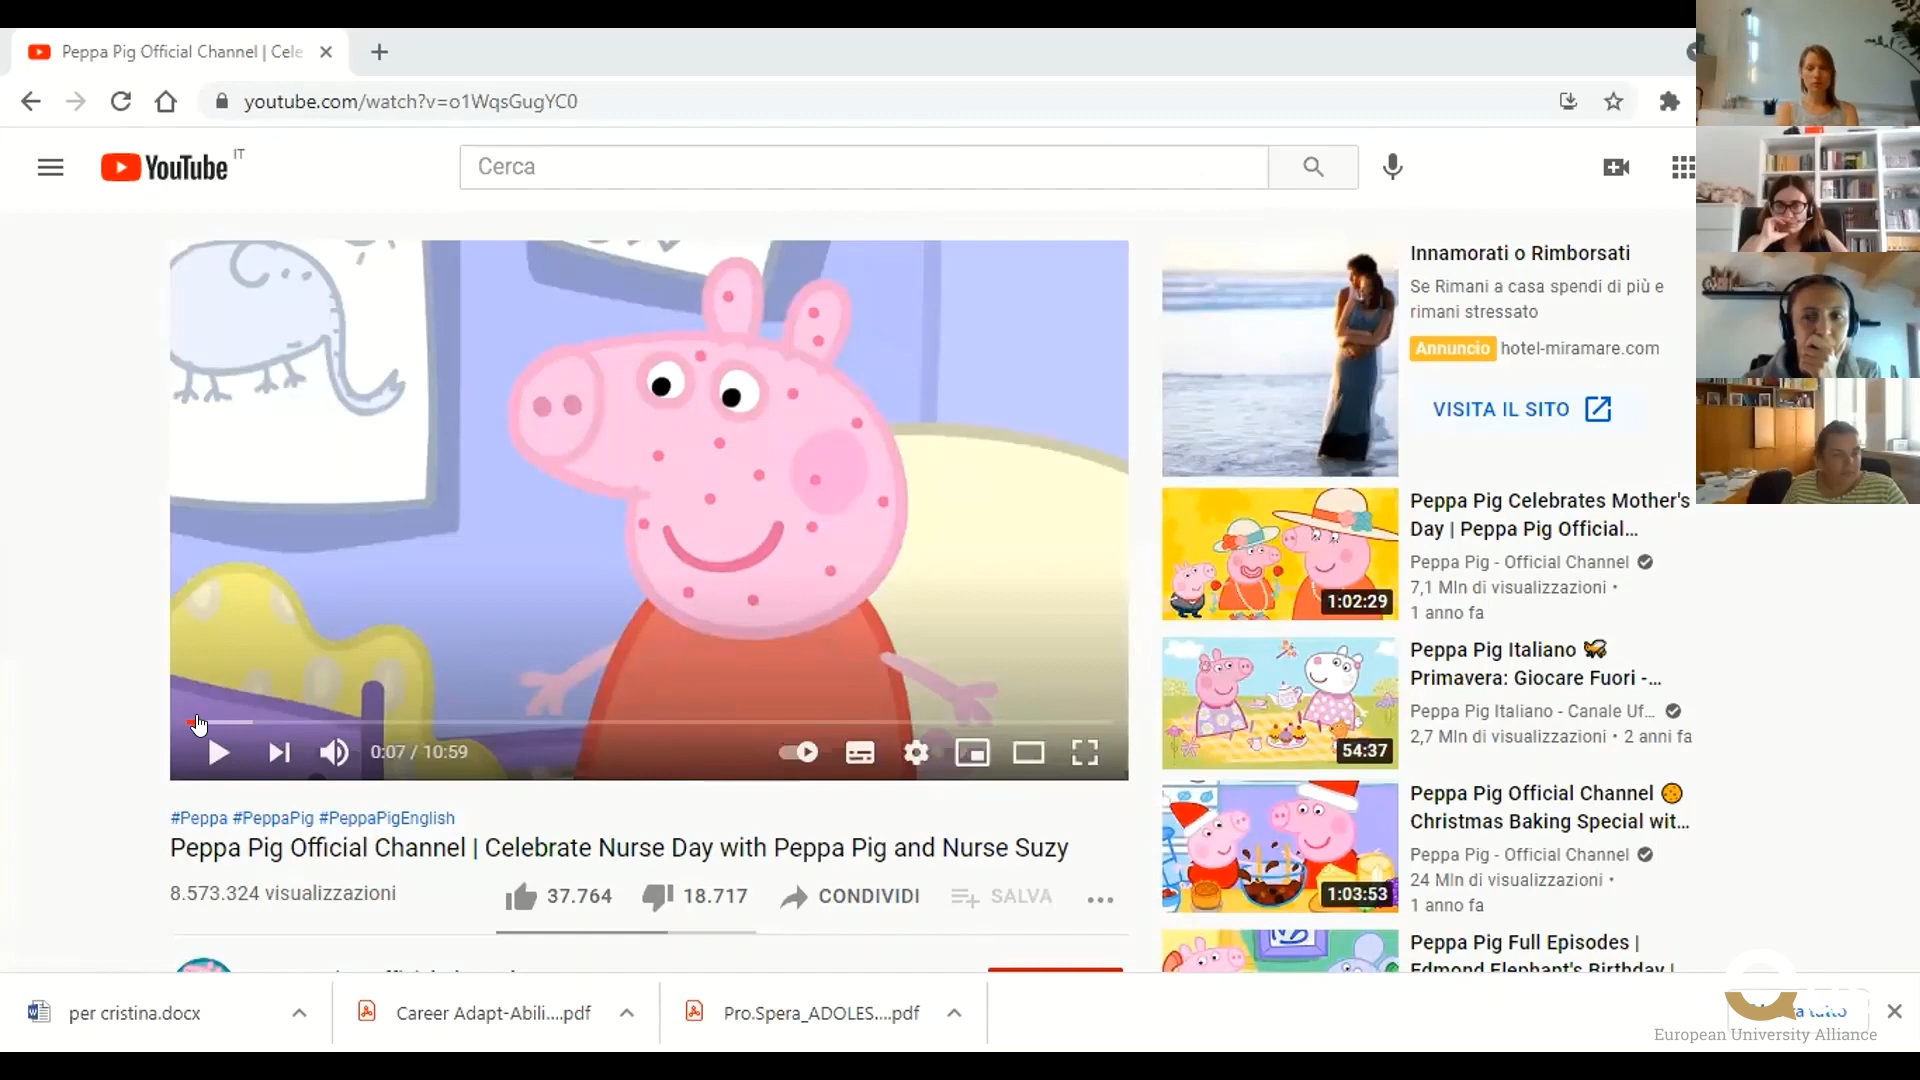 Peppa Pig Official Channel | Cele
youtube.com/watch?v=o1WqsGugYC0
YouTube IT
Cerca
0:07 / 10:59
#Peppa #PeppaPig #PeppaPigEnglish
Peppa Pig Official Channel | Celebrate Nurse Day with Peppa Pig and Nurse Suzy
8.573.324 visualizzazioni
37.764
18.717
CONDIVIDI
SALVA
Innamorati o Rimborsati
Se Rimani a casa spendi di più e
rimani stressato
Annuncio hotel-miramare.com
VISITA IL SITO
1:02:29
Peppa Pig Celebrates Mother's
Day | Peppa Pig Official...
Peppa Pig - Official Channel
7,1 Mln di visualizzazioni •
1 anno fa
54:37
Peppa Pig Italiano
Primavera: Giocare Fuori -...
Peppa Pig Italiano - Canale Uf...
2,7 Mln di visualizzazioni • 2 anni fa
1:03:53
Peppa Pig Official Channel
Christmas Baking Special wit...
Peppa Pig - Official Channel
24 Mln di visualizzazioni •
1 anno fa
Peppa Pig Full Episodes |
Edmond Elephant's Birthday |
per cristina.docx
Career Adapt-Abili....pdf
Pro.Spera_ADOLES....pdf
European University Alliance